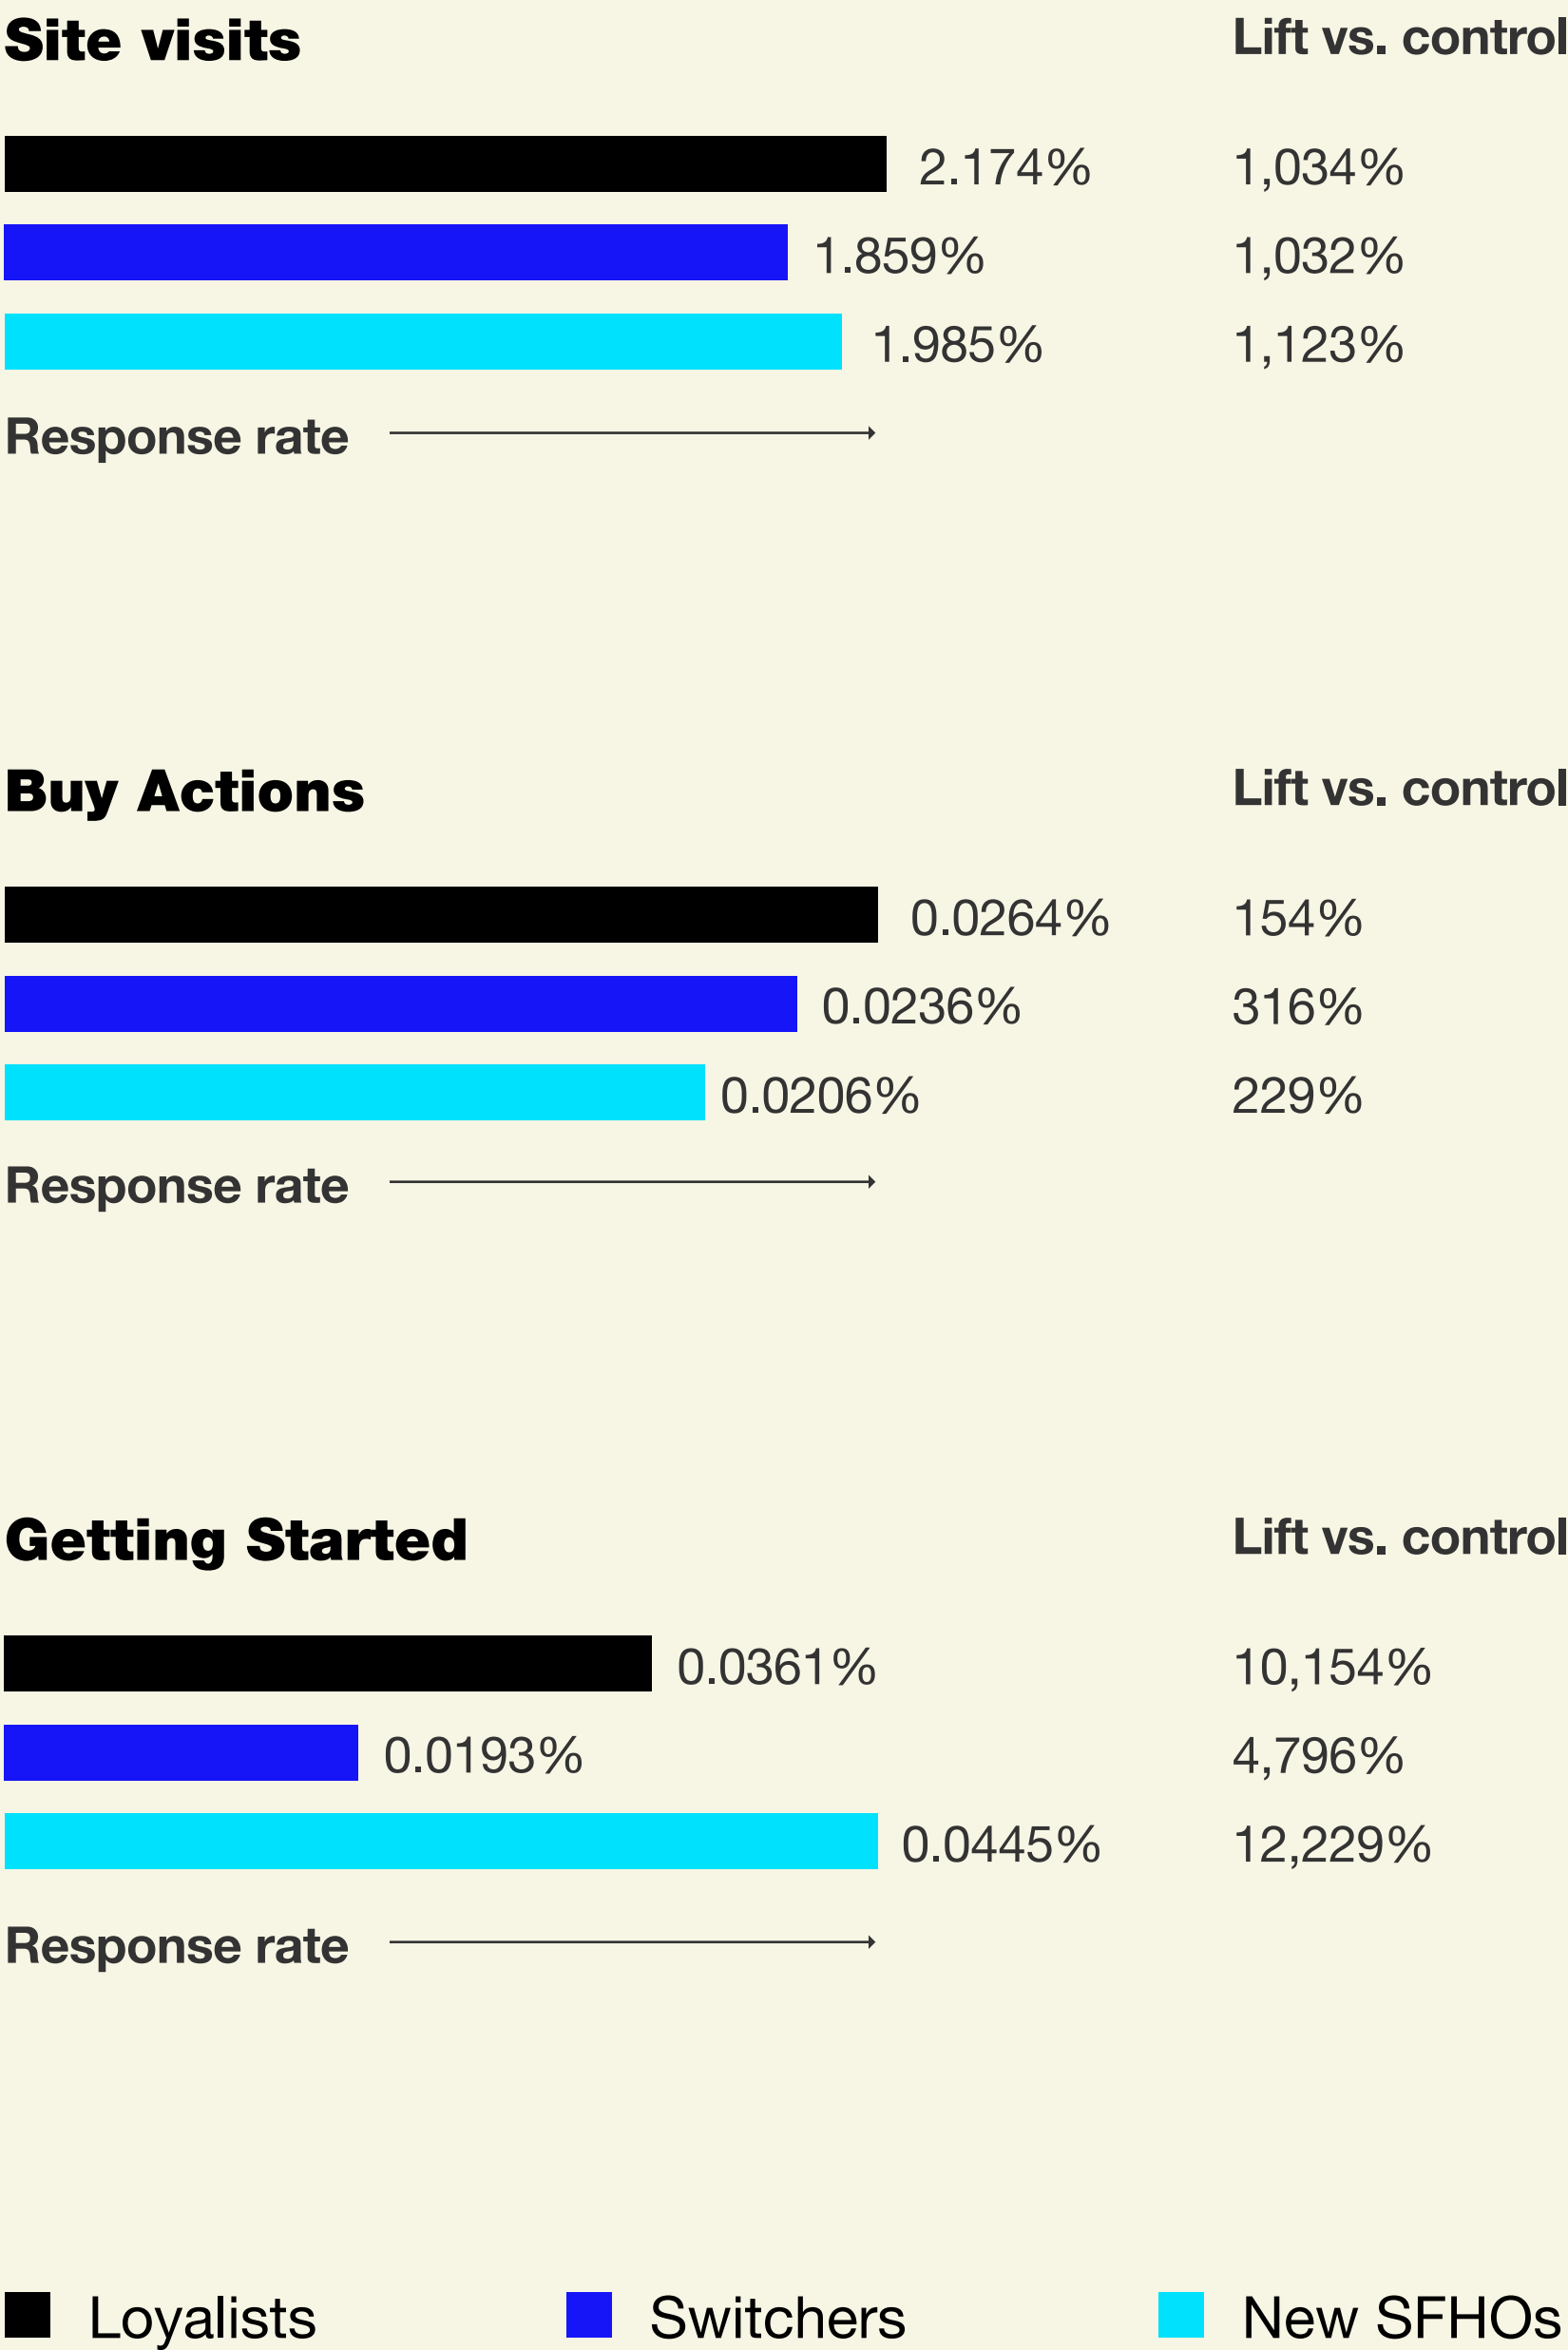 Site visits Lift vs. control
2.174% 1,034%
1.859% 1,032%
1.985% 1,123%
Response rate
Buy Actions Lift vs. control
0.0264% 154%
0.0236% 316%
0.0206% 229%
Response rate
Getting Started Lift vs. control
0.0361% 10,154%
0.0193% 4,796%
0.0445% 12,229%
Response rate
Loyalists Switchers New SFHOs